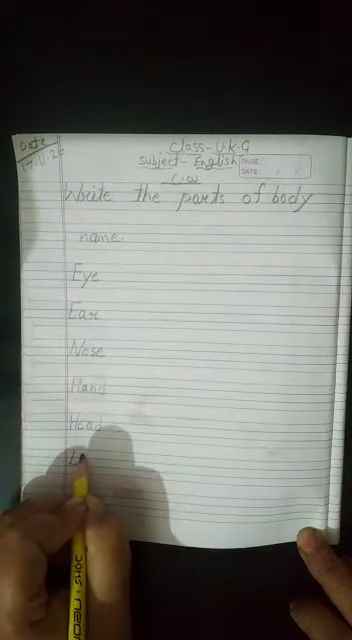 Date
17.11.20
Class-U.K.G
Subject- English
C.W
PAGE:
DATE: / /
Write the parts of body
name.
Eye
Ear
Nose
Hand
Head